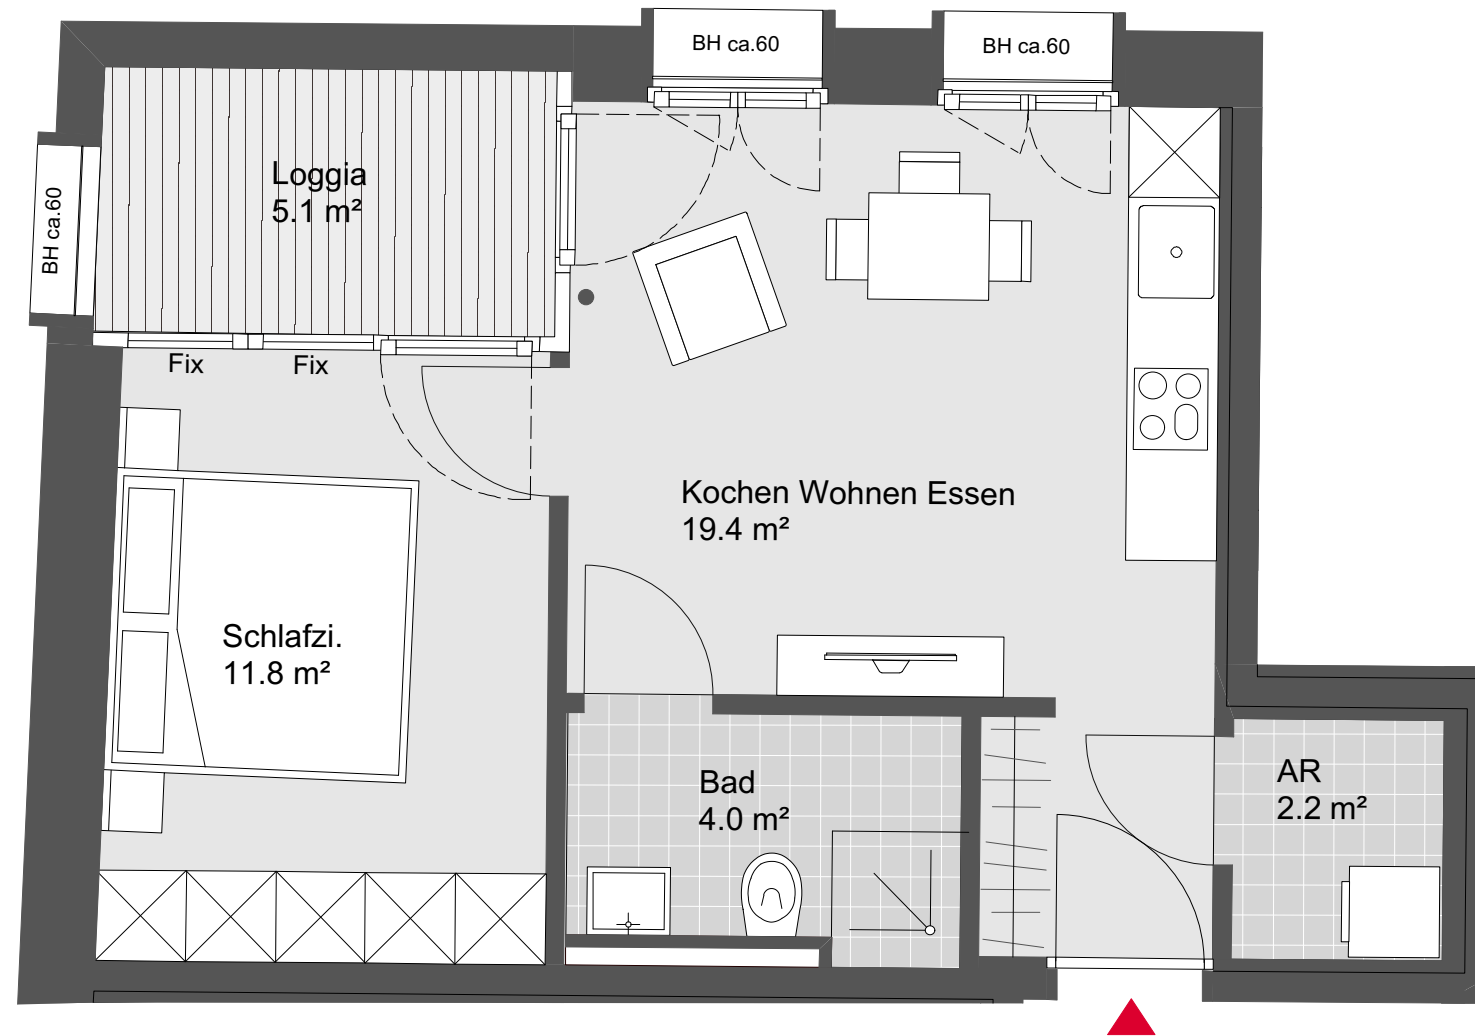 BH ca.60
BH ca.60
BH ca.60
Loggia
5.1 m²
Fix
Fix
Kochen Wohnen Essen
19.4 m²
Schlafzi.
11.8 m²
Bad
4.0 m²
AR
2.2 m²